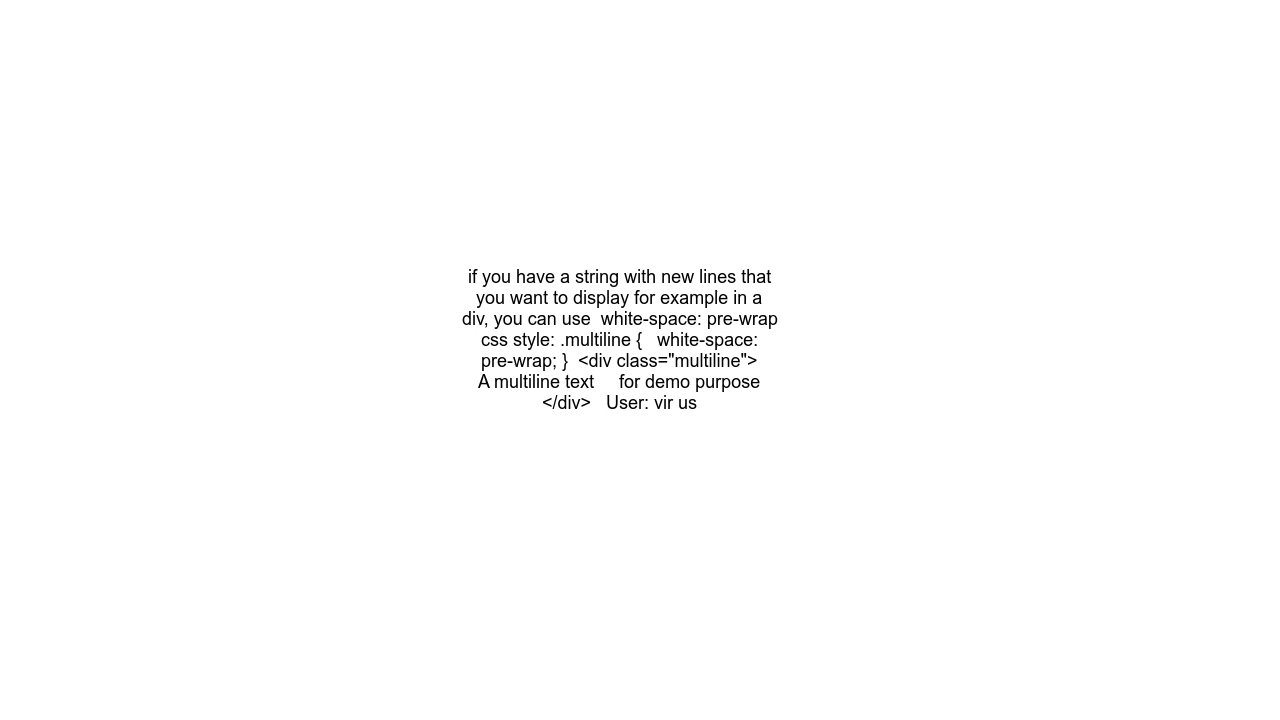 if you have a string with new lines that
you want to display for example in a
div, you can use  white-space: pre-wrap
css style: .multiline {   white-space:
pre-wrap; }  <div class="multiline">
A multiline text     for demo purpose
</div>   User: vir us